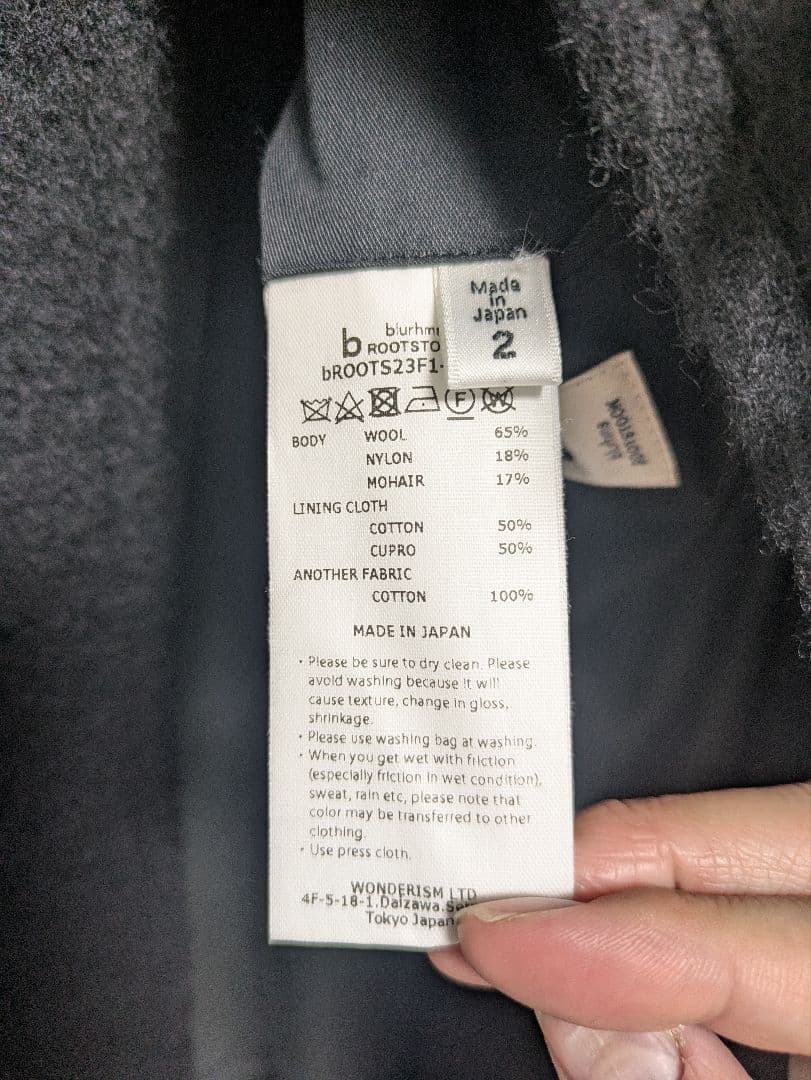 Made
in
Japan
2
b blurhm
ROOTSTO
bROOTS23F1-
F W
BODY WOOL 65%
NYLON 18%
MOHAIR 17%
LINING CLOTH
COTTON 50%
CUPRO 50%
ANOTHER FABRIC
COTTON 100%
MADE IN JAPAN
・Please be sure to dry clean. Please
avoid washing because it will
cause texture, change in gloss,
shrinkage.
・Please use washing bag at washing.
・When you get wet with friction
(especially friction in wet condition),
sweat, rain etc, please note that
color may be transferred to other
clothing.
・Use press cloth.
WONDERISM LTD
4F-5-18-1,Daizawa.
Tokyo Japan
blurhms
ROOTSTOCK